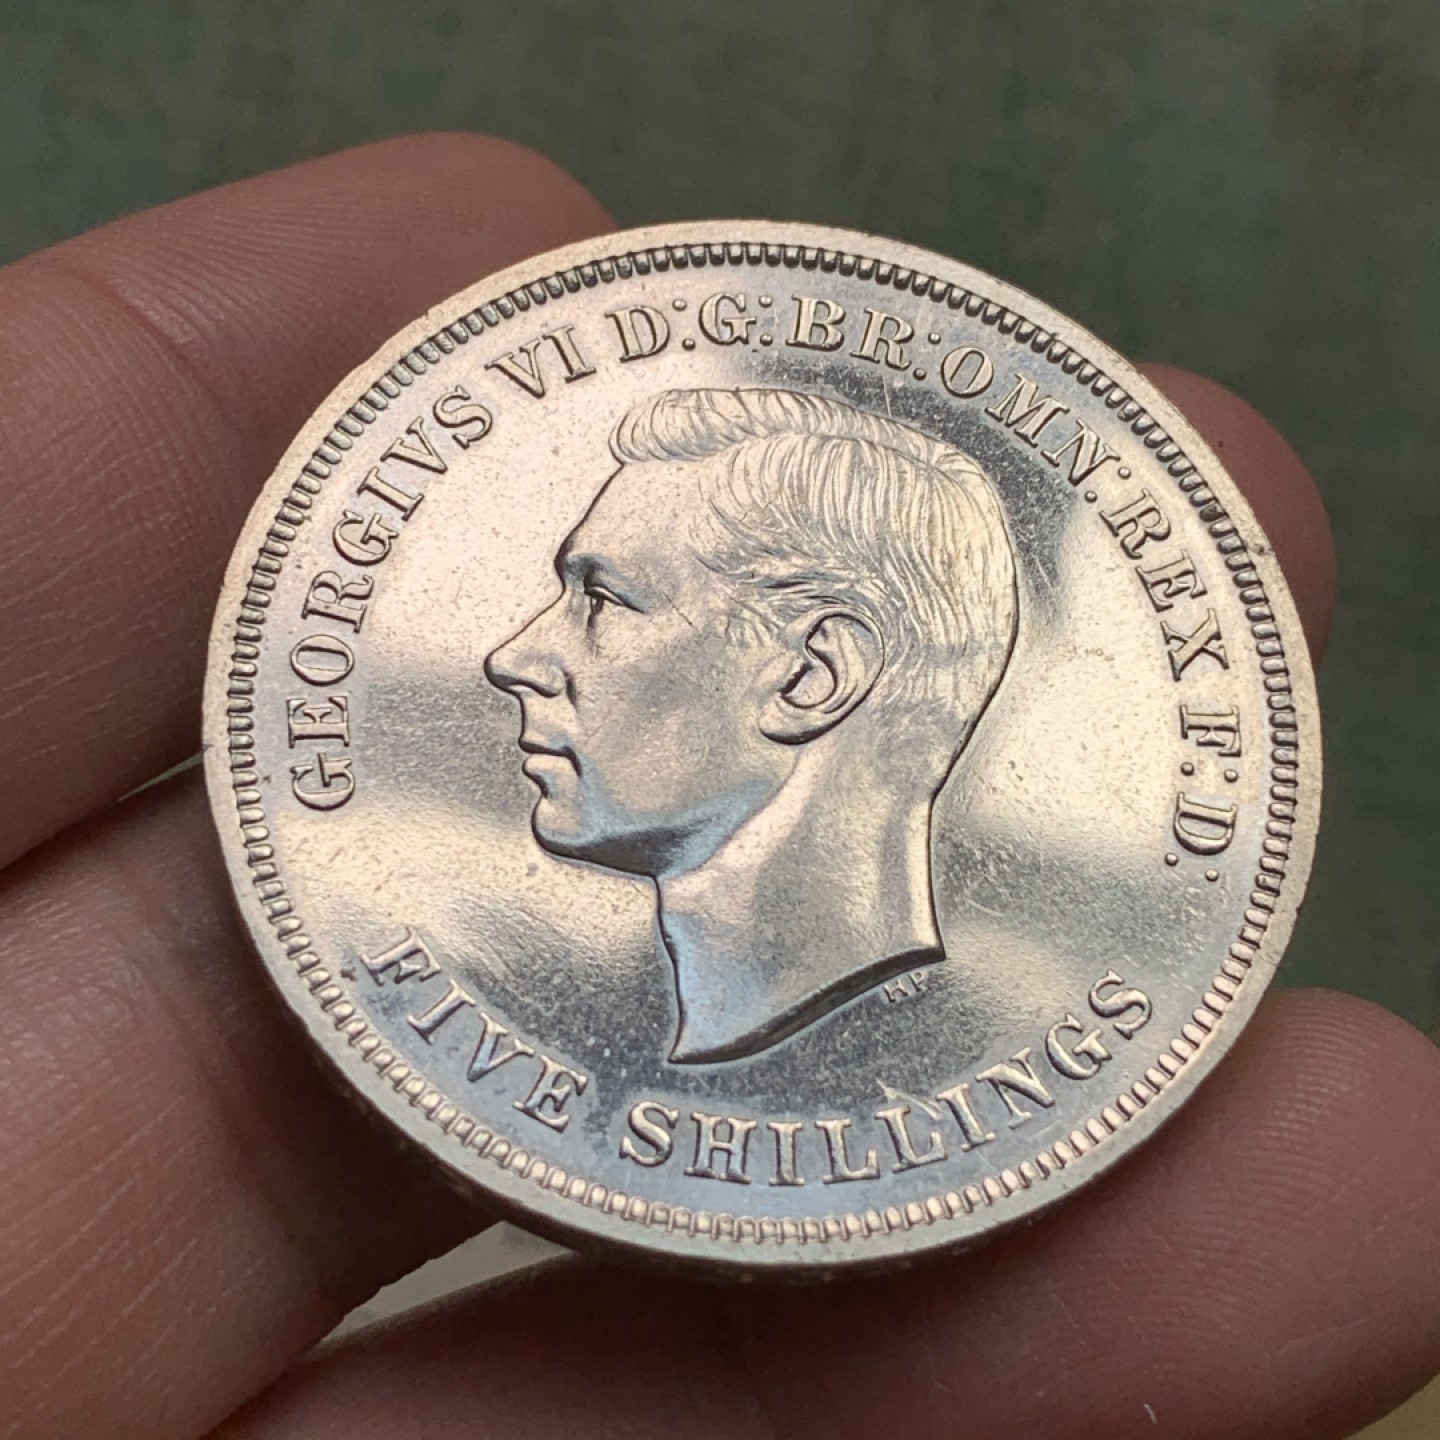 GEORGIVS VI D:G:BR:OMN:REX F:D:
HP
FIVE SHILLINGS